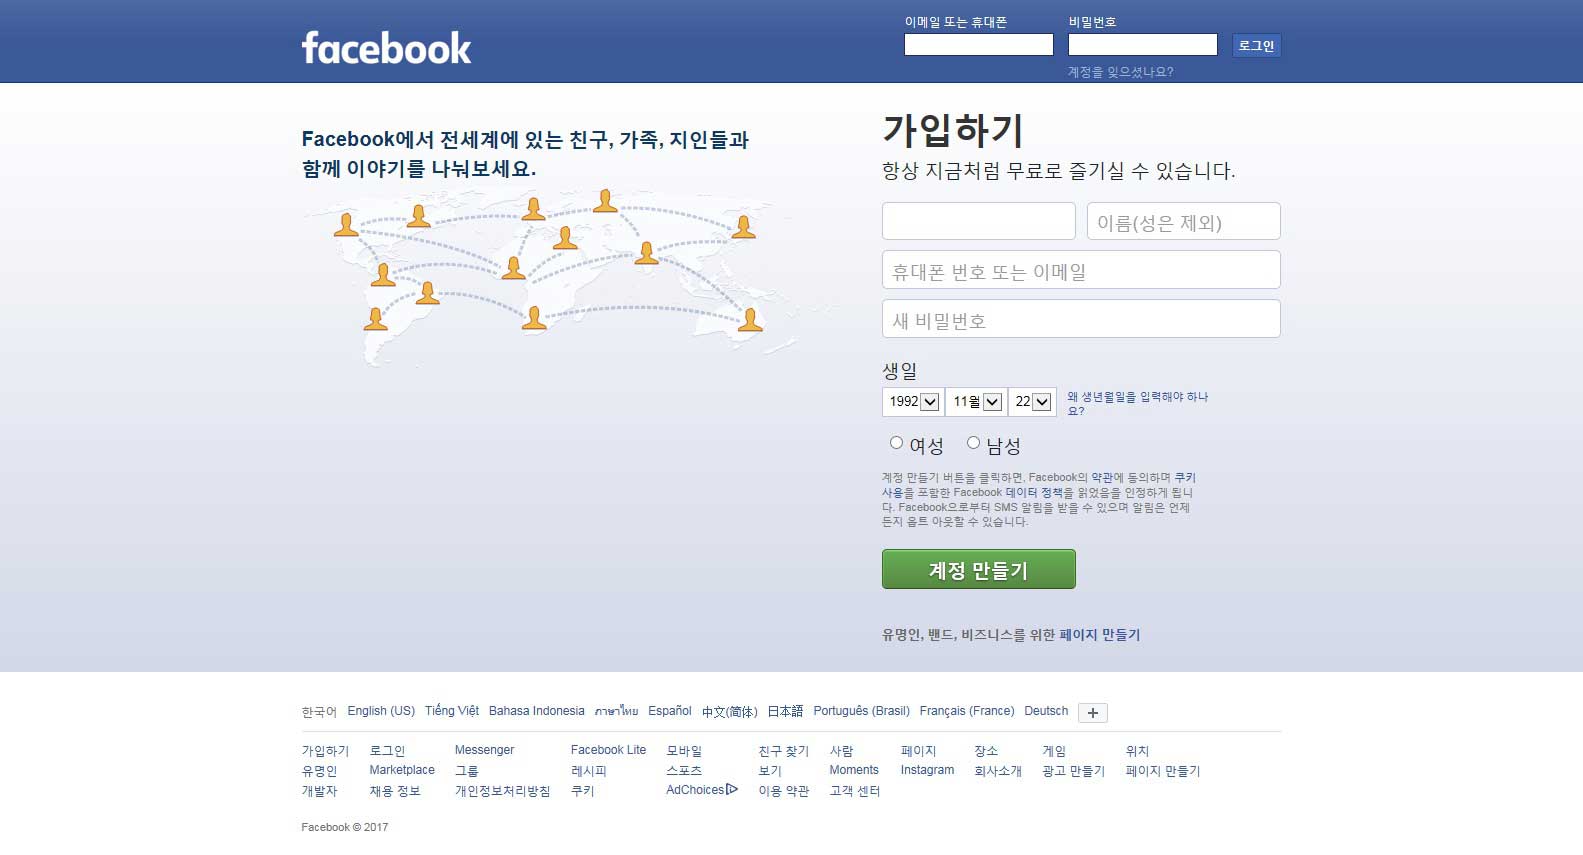 facebook
이메일 또는 휴대폰
비밀번호
로그인
계정을 잊으셨나요?
Facebook에서 전세계에 있는 친구, 가족, 지인들과
함께 이야기를 나눠보세요.
가입하기
항상 지금처럼 무료로 즐기실 수 있습니다.
이름(성은 제외)
휴대폰 번호 또는 이메일
새 비밀번호
생일
1992 11월 22
왜 생년월일을 입력해야 하나
요?
여성 남성
계정 만들기 버튼을 클릭하면, Facebook의 약관에 동의하며 쿠키
사용을 포함한 Facebook 데이터 정책을 읽었음을 인정하게 됩니
다. Facebook으로부터 SMS 알림을 받을 수 있으며 알림은 언제
든지 옵트 아웃할 수 있습니다.
계정 만들기
유명인, 밴드, 비즈니스를 위한 페이지 만들기
한국어 English (US) Tiếng Việt Bahasa Indonesia ภาษาไทย Español 中文(简体) 日本語 Português (Brasil) Français (France) Deutsch +
가입하기 로그인 Messenger Facebook Lite 모바일 친구 찾기 사람 페이지 장소 게임 위치
유명인 Marketplace 그룹 레시피 스포츠 보기 Moments Instagram 회사소개 광고 만들기 페이지 만들기
개발자 채용 정보 개인정보처리방침 쿠키 AdChoices 이용 약관 고객 센터
Facebook © 2017